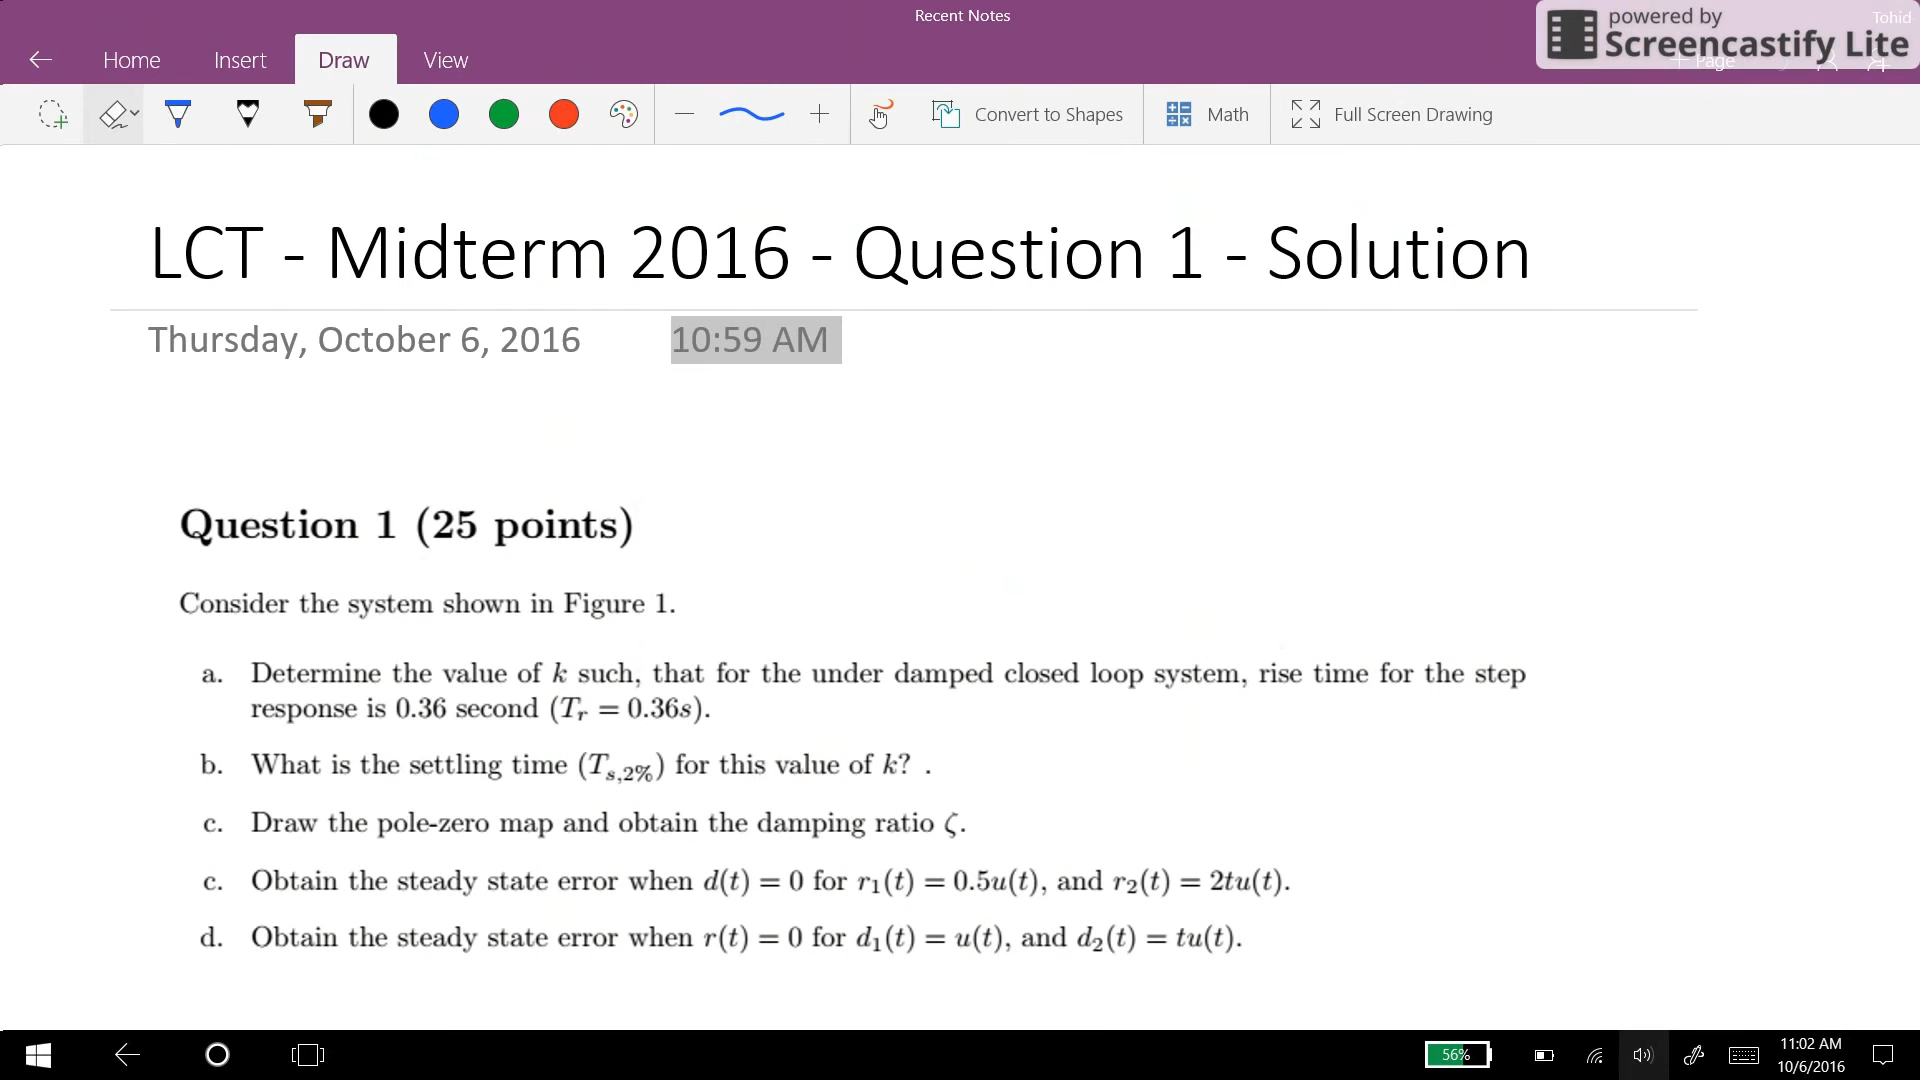 Recent Notes
Tohid
powered by
Screencastify Lite
Home Insert Draw View
Page
Convert to Shapes Math Full Screen Drawing
LCT - Midterm 2016 - Question 1 - Solution
Thursday, October 6, 2016 10:59 AM
Question 1 (25 points)
Consider the system shown in Figure 1.
a. Determine the value of k such, that for the under damped closed loop system, rise time for the step
response is 0.36 second (Tᵣ = 0.36s).
b. What is the settling time (Tₛ,₂%) for this value of k? .
c. Draw the pole-zero map and obtain the damping ratio ζ.
c. Obtain the steady state error when d(t) = 0 for r₁(t) = 0.5u(t), and r₂(t) = 2tu(t).
d. Obtain the steady state error when r(t) = 0 for d₁(t) = u(t), and d₂(t) = tu(t).
56%
11:02 AM
10/6/2016